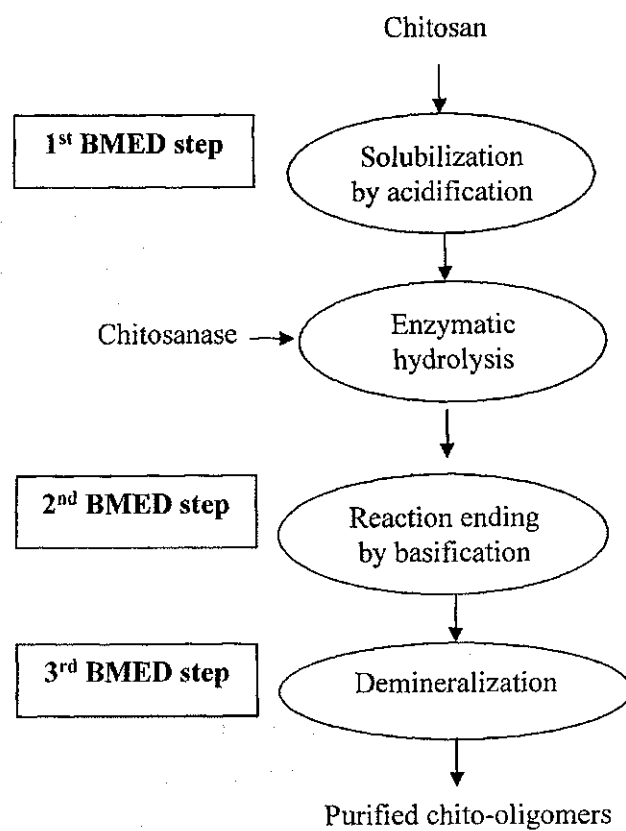 Chitosan
1st BMED step
Solubilization
by acidification
Chitosanase
Enzymatic
hydrolysis
2nd BMED step
Reaction ending
by basification
3rd BMED step
Demineralization
Purified chito-oligomers